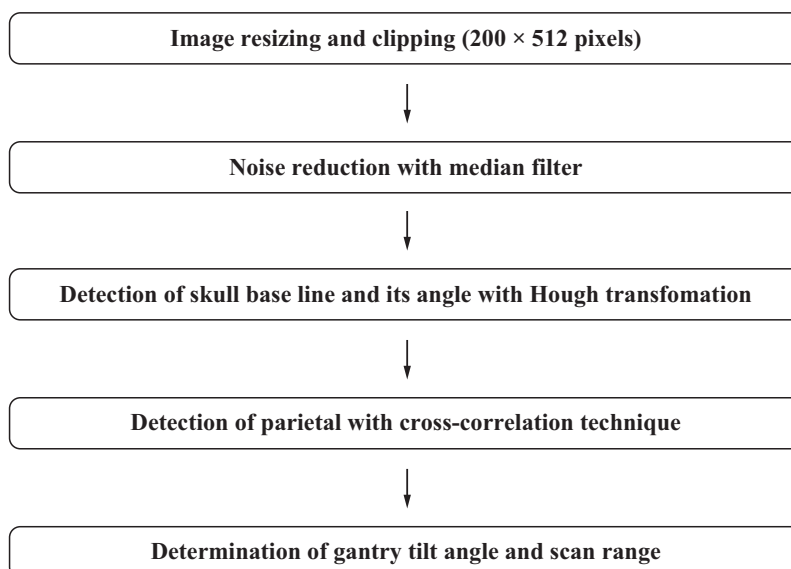 Image resizing and clipping (200 × 512 pixels)
Noise reduction with median filter
Detection of skull base line and its angle with Hough transfomation
Detection of parietal with cross-correlation technique
Determination of gantry tilt angle and scan range